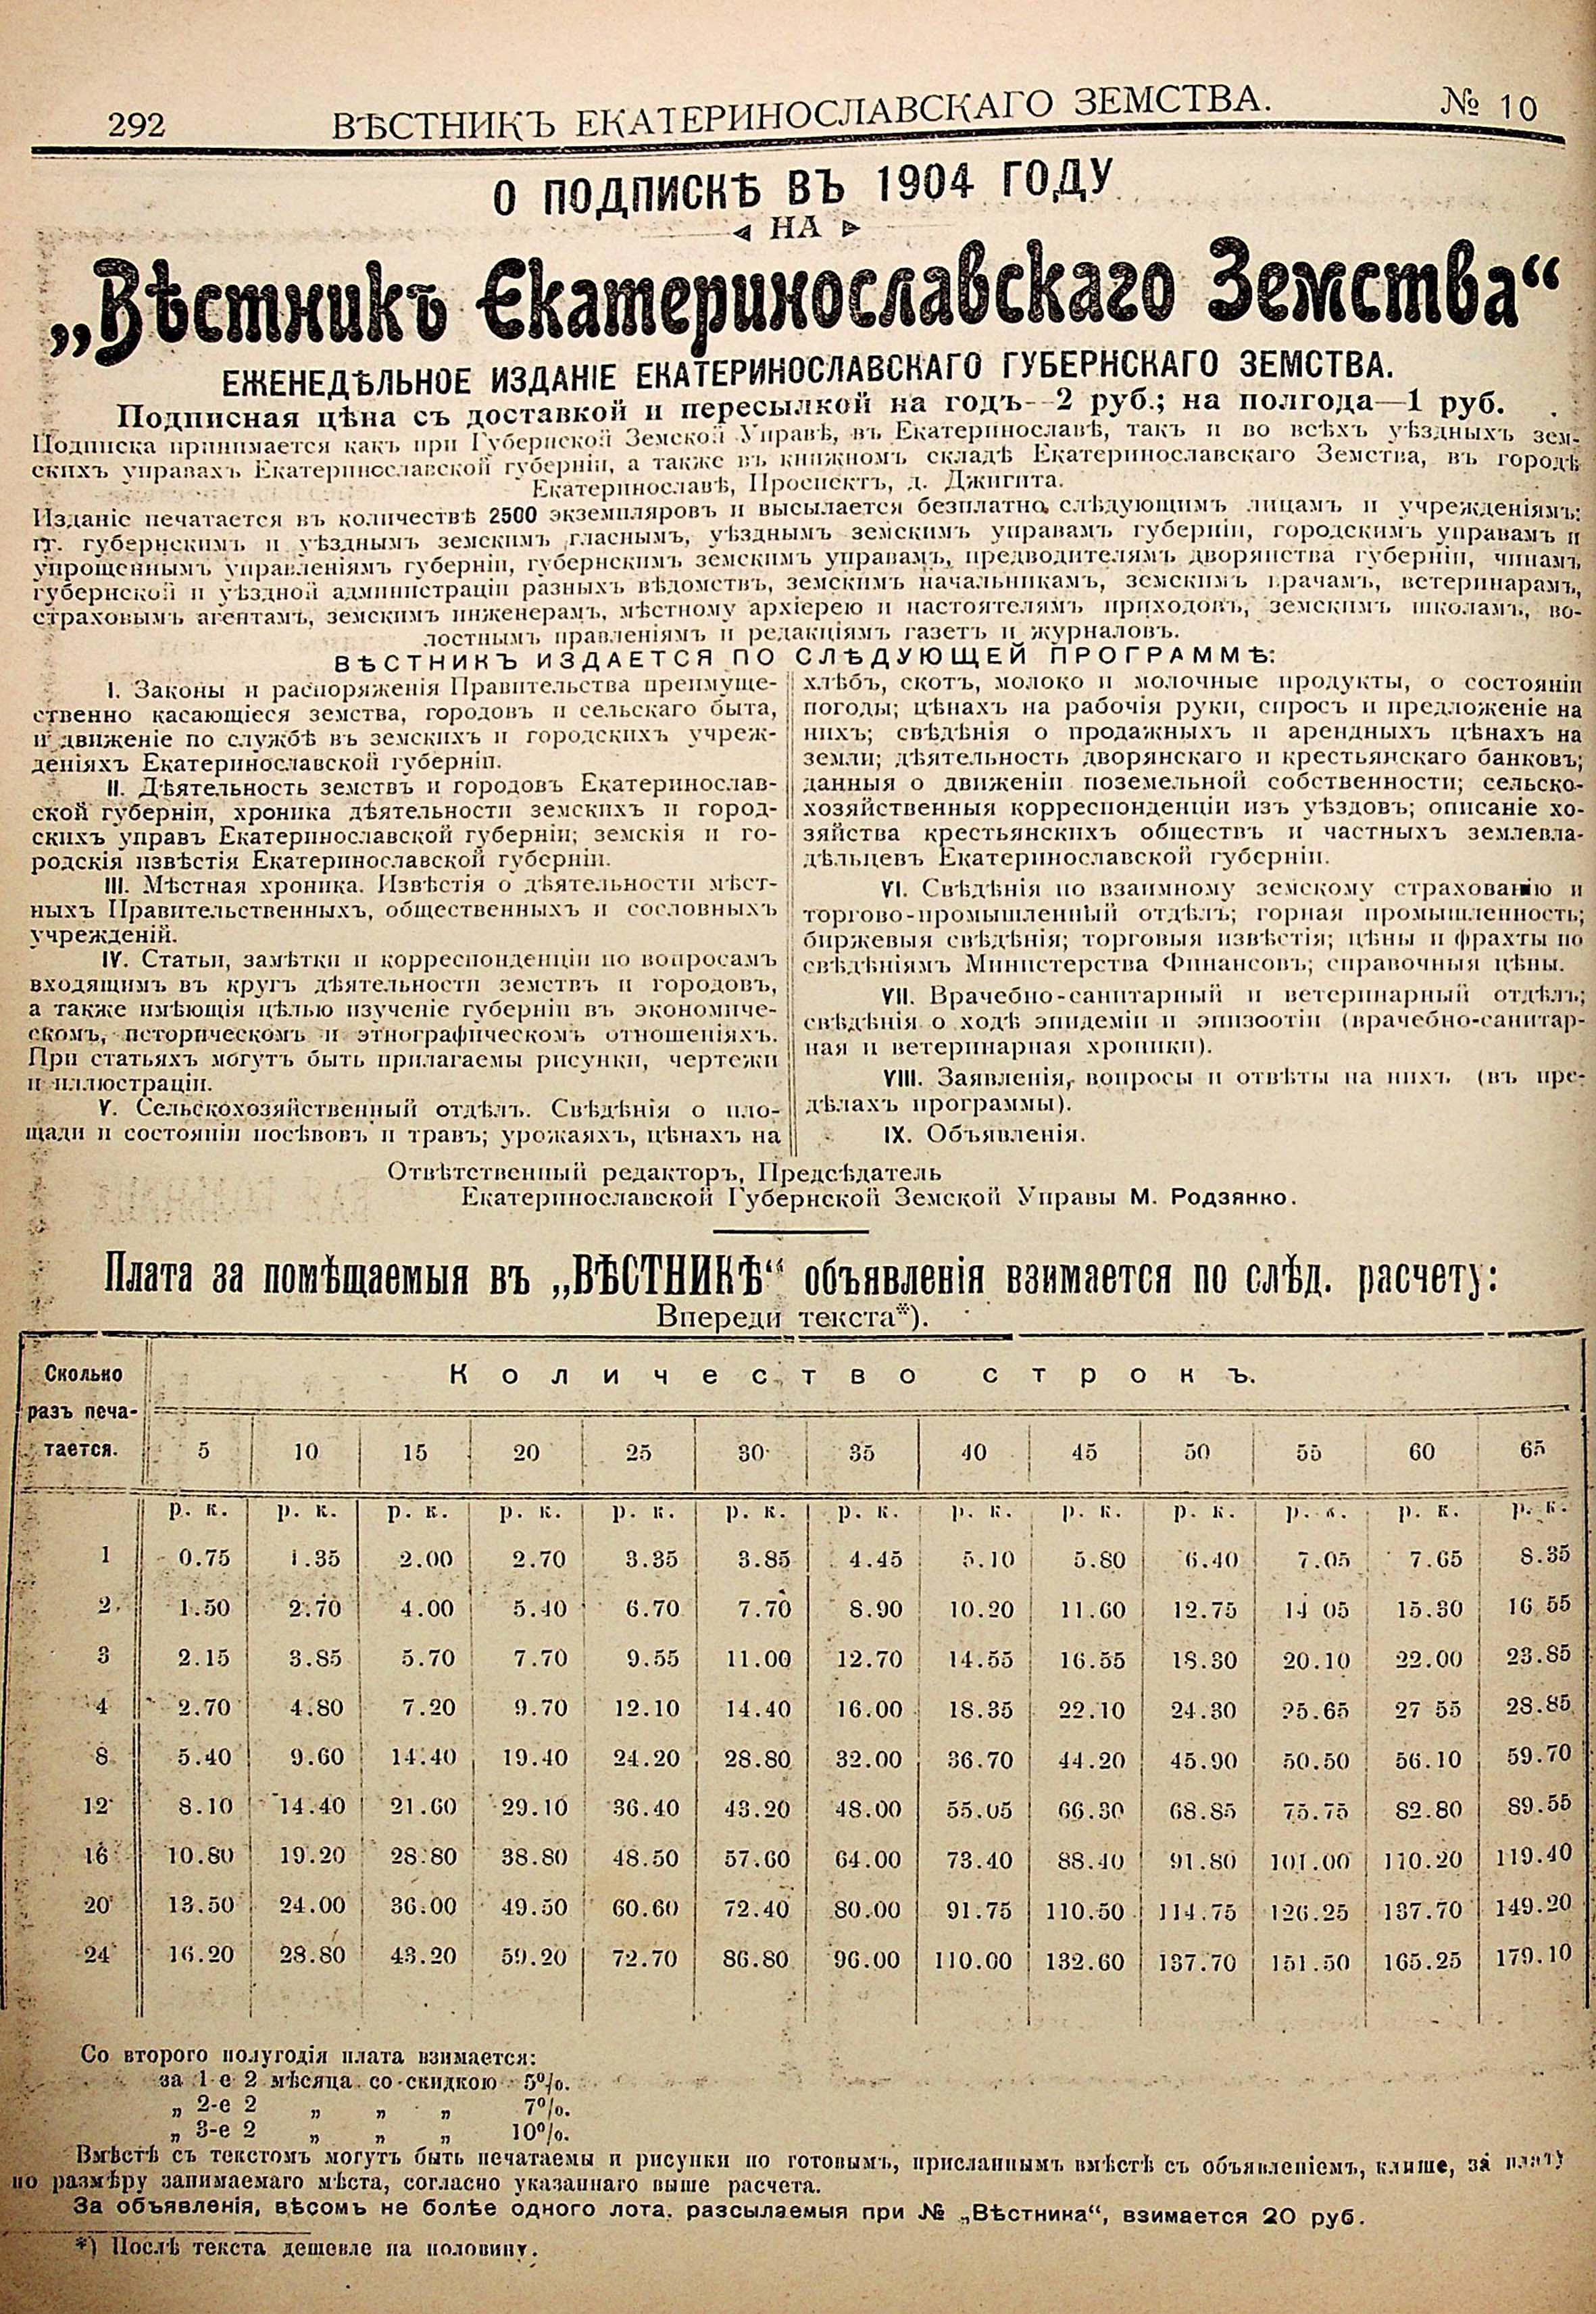 292 ВѢСТНИКЪ ЕКАТЕРИНОСЛАВСКАГО ЗЕМСТВА. № 10
О ПОДПИСКѢ ВЪ 1904 ГОДУ
НА
„Вѣстникъ Екатеринославскаго Земства“
ЕЖЕНЕДѢЛЬНОЕ ИЗДАНІЕ ЕКАТЕРИНОСЛАВСКАГО ГУБЕРНСКАГО ЗЕМСТВА.
Подписная цѣна съ доставкой и пересылкой на годъ—2 руб.; на полгода—1 руб.
Подписка принимается какъ при Губернской Земской Управѣ, въ Екатеринославѣ, такъ и во всѣхъ уѣздныхъ зем-
скихъ управахъ Екатеринославской губерніи, а также въ книжномъ складѣ Екатеринославскаго Земства, въ городѣ
Екатеринославѣ, Проспектъ, д. Джигита.
Изданіе печатается въ количествѣ 2500 экземпляровъ и высылается безплатно слѣдующимъ лицамъ и учрежденіямъ:
гг. губернскимъ и уѣзднымъ земскимъ гласнымъ, уѣзднымъ земскимъ управамъ губерніи, городскимъ управамъ и
упрощеннымъ управленіямъ губерніи, губернскимъ земскимъ управамъ, предводителямъ дворянства губерніи, чинамъ
губернской и уѣздной администраціи разныхъ вѣдомствъ, земскимъ начальникамъ, земскимъ врачамъ, ветеринарамъ,
страховымъ агентамъ, земскимъ инженерамъ, мѣстному архіерею и настоятелямъ приходовъ, земскимъ школамъ, во-
лостнымъ правленіямъ и редакціямъ газетъ и журналовъ.
ВѢСТНИКЪ ИЗДАЕТСЯ ПО СЛѢДУЮЩЕЙ ПРОГРАММѢ:
I. Законы и распоряженія Правительства преимуще-
ственно касающіеся земства, городовъ и сельскаго быта,
и движеніе по службѣ въ земскихъ и городскихъ учреж-
деніяхъ Екатеринославской губерніи.
II. Дѣятельность земствъ и городовъ Екатеринослав-
ской губерніи, хроника дѣятельности земскихъ и город-
скихъ управъ Екатеринославской губерніи; земскія и го-
родскія извѣстія Екатеринославской губерніи.
III. Мѣстная хроника. Извѣстія о дѣятельности мѣст-
ныхъ Правительственныхъ, общественныхъ и сословныхъ
учрежденій.
IV. Статьи, замѣтки и корреспонденціи по вопросамъ
входящимъ въ кругъ дѣятельности земствъ и городовъ,
а также имѣющія цѣлью изученіе губерніи въ экономиче-
скомъ, историческомъ и этнографическомъ отношеніяхъ.
При статьяхъ могутъ быть прилагаемы рисунки, чертежи
и иллюстраціи.
V. Сельскохозяйственный отдѣлъ. Свѣдѣнія о пло-
щади и состояніи посѣвовъ и травъ; урожаяхъ, цѣнахъ на
хлѣбъ, скотъ, молоко и молочные продукты, о состояніи
погоды; цѣнахъ на рабочія руки, спросъ и предложеніе на
нихъ; свѣдѣнія о продажныхъ и арендныхъ цѣнахъ на
земли; дѣятельность дворянскаго и крестьянскаго банковъ;
данныя о движеніи поземельной собственности; сельско-
хозяйственныя корреспонденціи изъ уѣздовъ; описаніе хо-
зяйства крестьянскихъ обществъ и частныхъ землевла-
дѣльцевъ Екатеринославской губерніи.
VI. Свѣдѣнія по взаимному земскому страхованію и
торгово-промышленный отдѣлъ; горная промышленность;
биржевыя свѣдѣнія; торговыя извѣстія; цѣны и фрахты по
свѣдѣніямъ Министерства Финансовъ; справочныя цѣны.
VII. Врачебно-санитарный и ветеринарный отдѣлъ;
свѣдѣнія о ходѣ эпидеміи и эпизоотіи (врачебно-санитар-
ная и ветеринарная хроники).
VIII. Заявленія, вопросы и отвѣты на нихъ (въ пре-
дѣлахъ программы).
IX. Объявленія.
Отвѣтственный редакторъ, Предсѣдатель
Екатеринославской Губернской Земской Управы М. Родзянко.
Плата за помѣщаемыя въ „ВѢСТНИКѢ“ объявленія взимается по слѣд. расчету:
Впереди текста*).
Сколько разъ печа-тается. Количество строкъ.
5 10 15 20 25 30 35 40 45 50 55 60 65
р. к. р. к. р. к. р. к. р. к. р. к. р. к. р. к. р. к. р. к. р. к. р. к. р. к.
1 0.75 1.35 2.00 2.70 3.35 3.85 4.45 5.10 5.80 6.40 7.05 7.65 8.35
2 1.50 2.70 4.00 5.40 6.70 7.70 8.90 10.20 11.60 12.75 14 05 15.30 16 55
3 2.15 3.85 5.70 7.70 9.55 11.00 12.70 14.55 16.55 18.30 20.10 22.00 23.85
4 2.70 4.80 7.20 9.70 12.10 14.40 16.00 18.35 22.10 24.30 25.65 27 55 28.85
8 5.40 9.60 14.40 19.40 24.20 28.80 32.00 36.70 44.20 45.90 50.50 56.10 59.70
12 8.10 14.40 21.60 29.10 36.40 43.20 48.00 55.05 66.30 68.85 75.75 82.80 89.55
16 10.80 19.20 28.80 38.80 48.50 57.60 64.00 73.40 88.40 91.80 101.00 110.20 119.40
20 13.50 24.00 36.00 49.50 60.60 72.40 80.00 91.75 110.50 114.75 126.25 137.70 149.20
24 16.20 28.80 43.20 59.20 72.70 86.80 96.00 110.00 132.60 137.70 151.50 165.25 179.10
Со второго полугодія плата взимается:
за 1-е 2 мѣсяца со скидкою 5%.
„ 2-е 2 „ „ „ 7%.
„ 3-е 2 „ „ „ 10%.
Вмѣстѣ съ текстомъ могутъ быть печатаемы и рисунки по готовымъ, присланнымъ вмѣстѣ съ объявленіемъ, клише, за плату
по размѣру занимаемаго мѣста, согласно указаннаго выше расчета.
За объявленія, вѣсомъ не болѣе одного лота, разсылаемыя при № „Вѣстника“, взимается 20 руб.
*) Послѣ текста дешевле на половину.